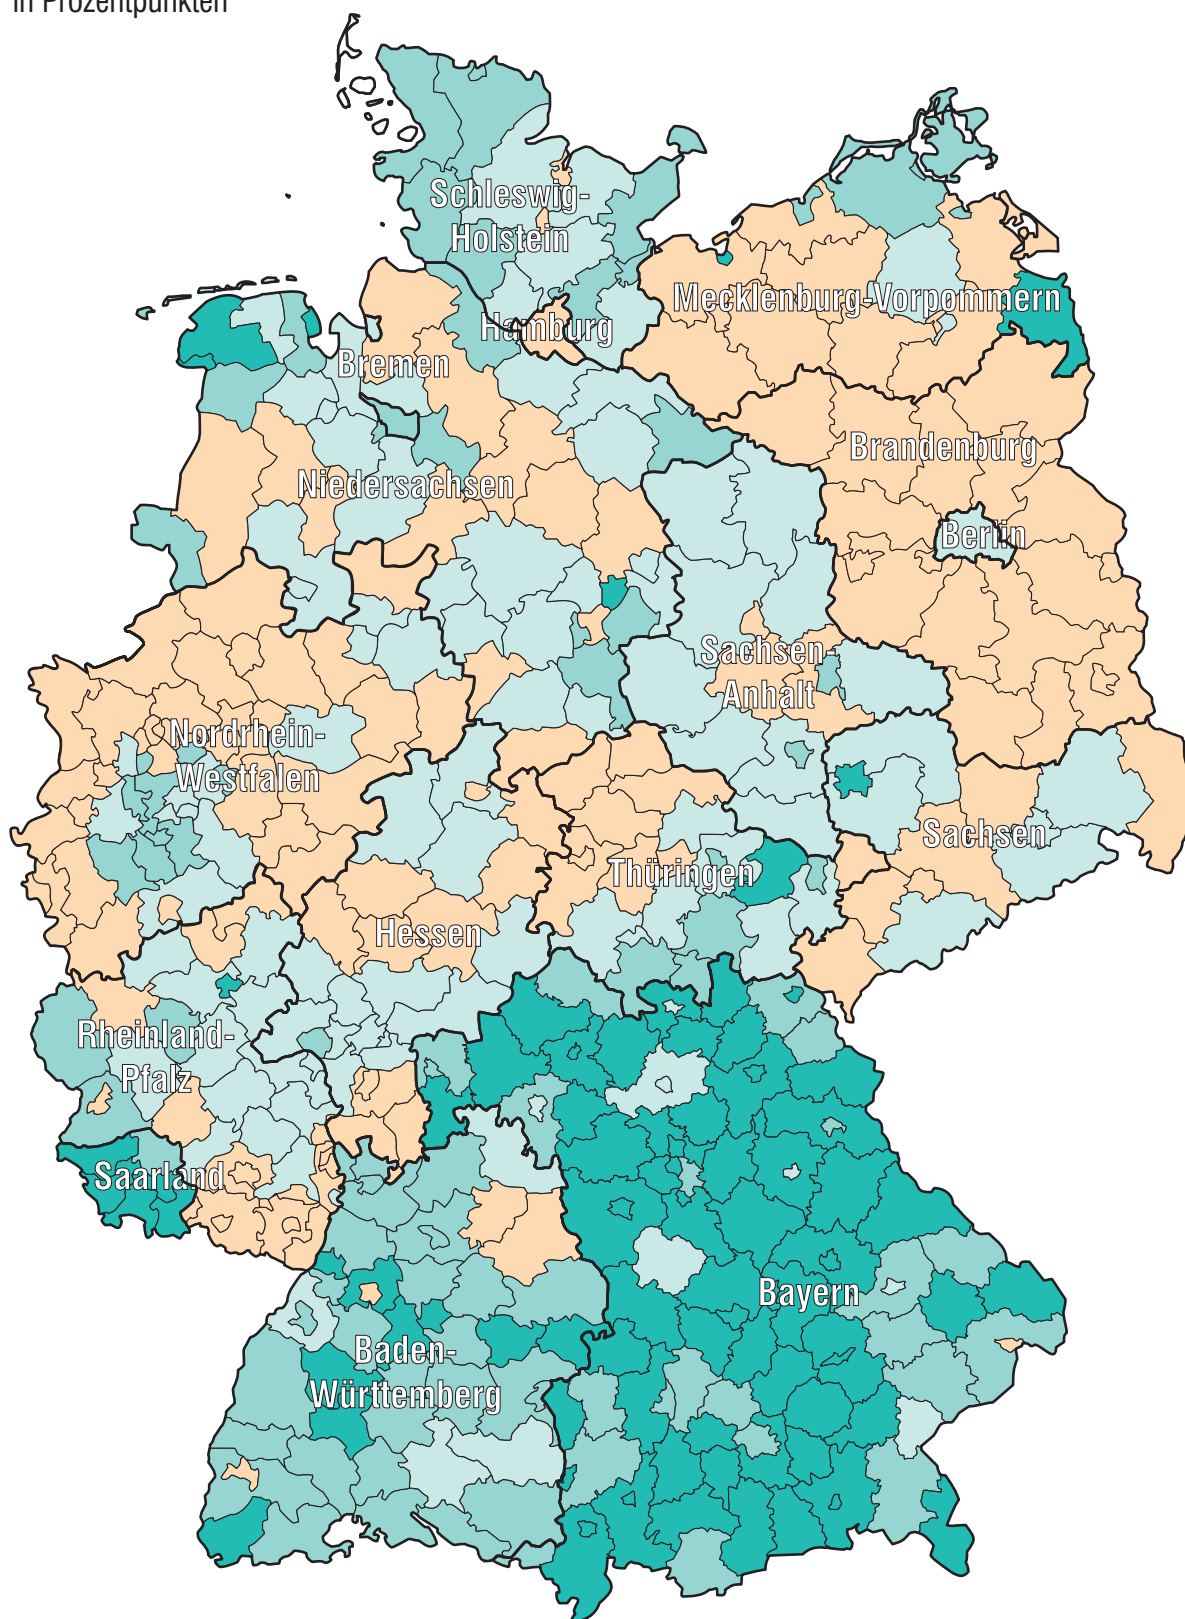 in Prozentpunkten
Schleswig-
Holstein
Mecklenburg-Vorpommern
Hamburg
Bremen
Brandenburg
Niedersachsen
Berlin
Sachsen-
Anhalt
Nordrhein-
Westfalen
Sachsen
Thüringen
Hessen
Rheinland-
Pfalz
Saarland
Bayern
Baden-
Württemberg